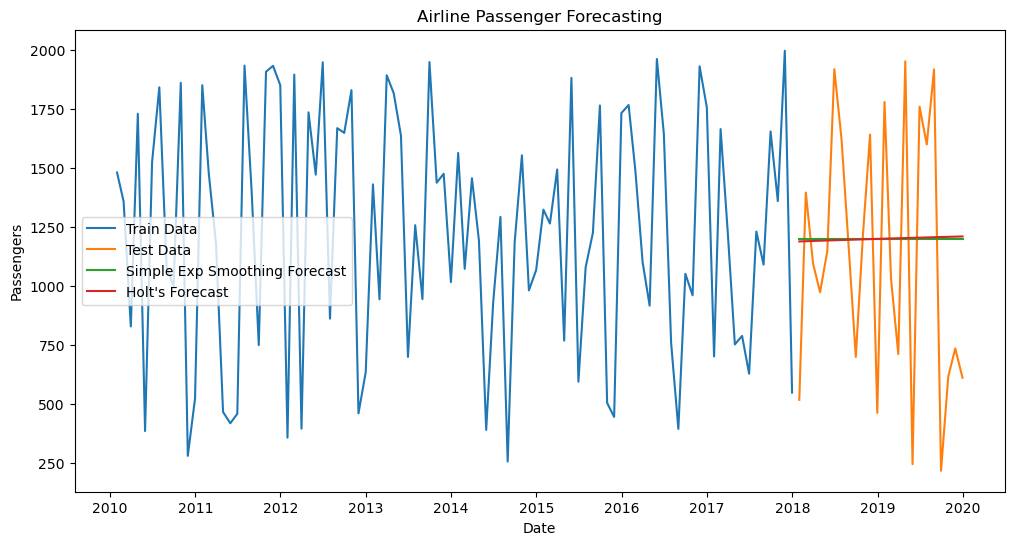 Airline Passenger Forecasting
Passengers
2000
1750
1500
1250
1000
750
500
250
Train Data
Test Data
Simple Exp Smoothing Forecast
Holt's Forecast
2010 2011 2012 2013 2014 2015 2016 2017 2018 2019 2020
Date